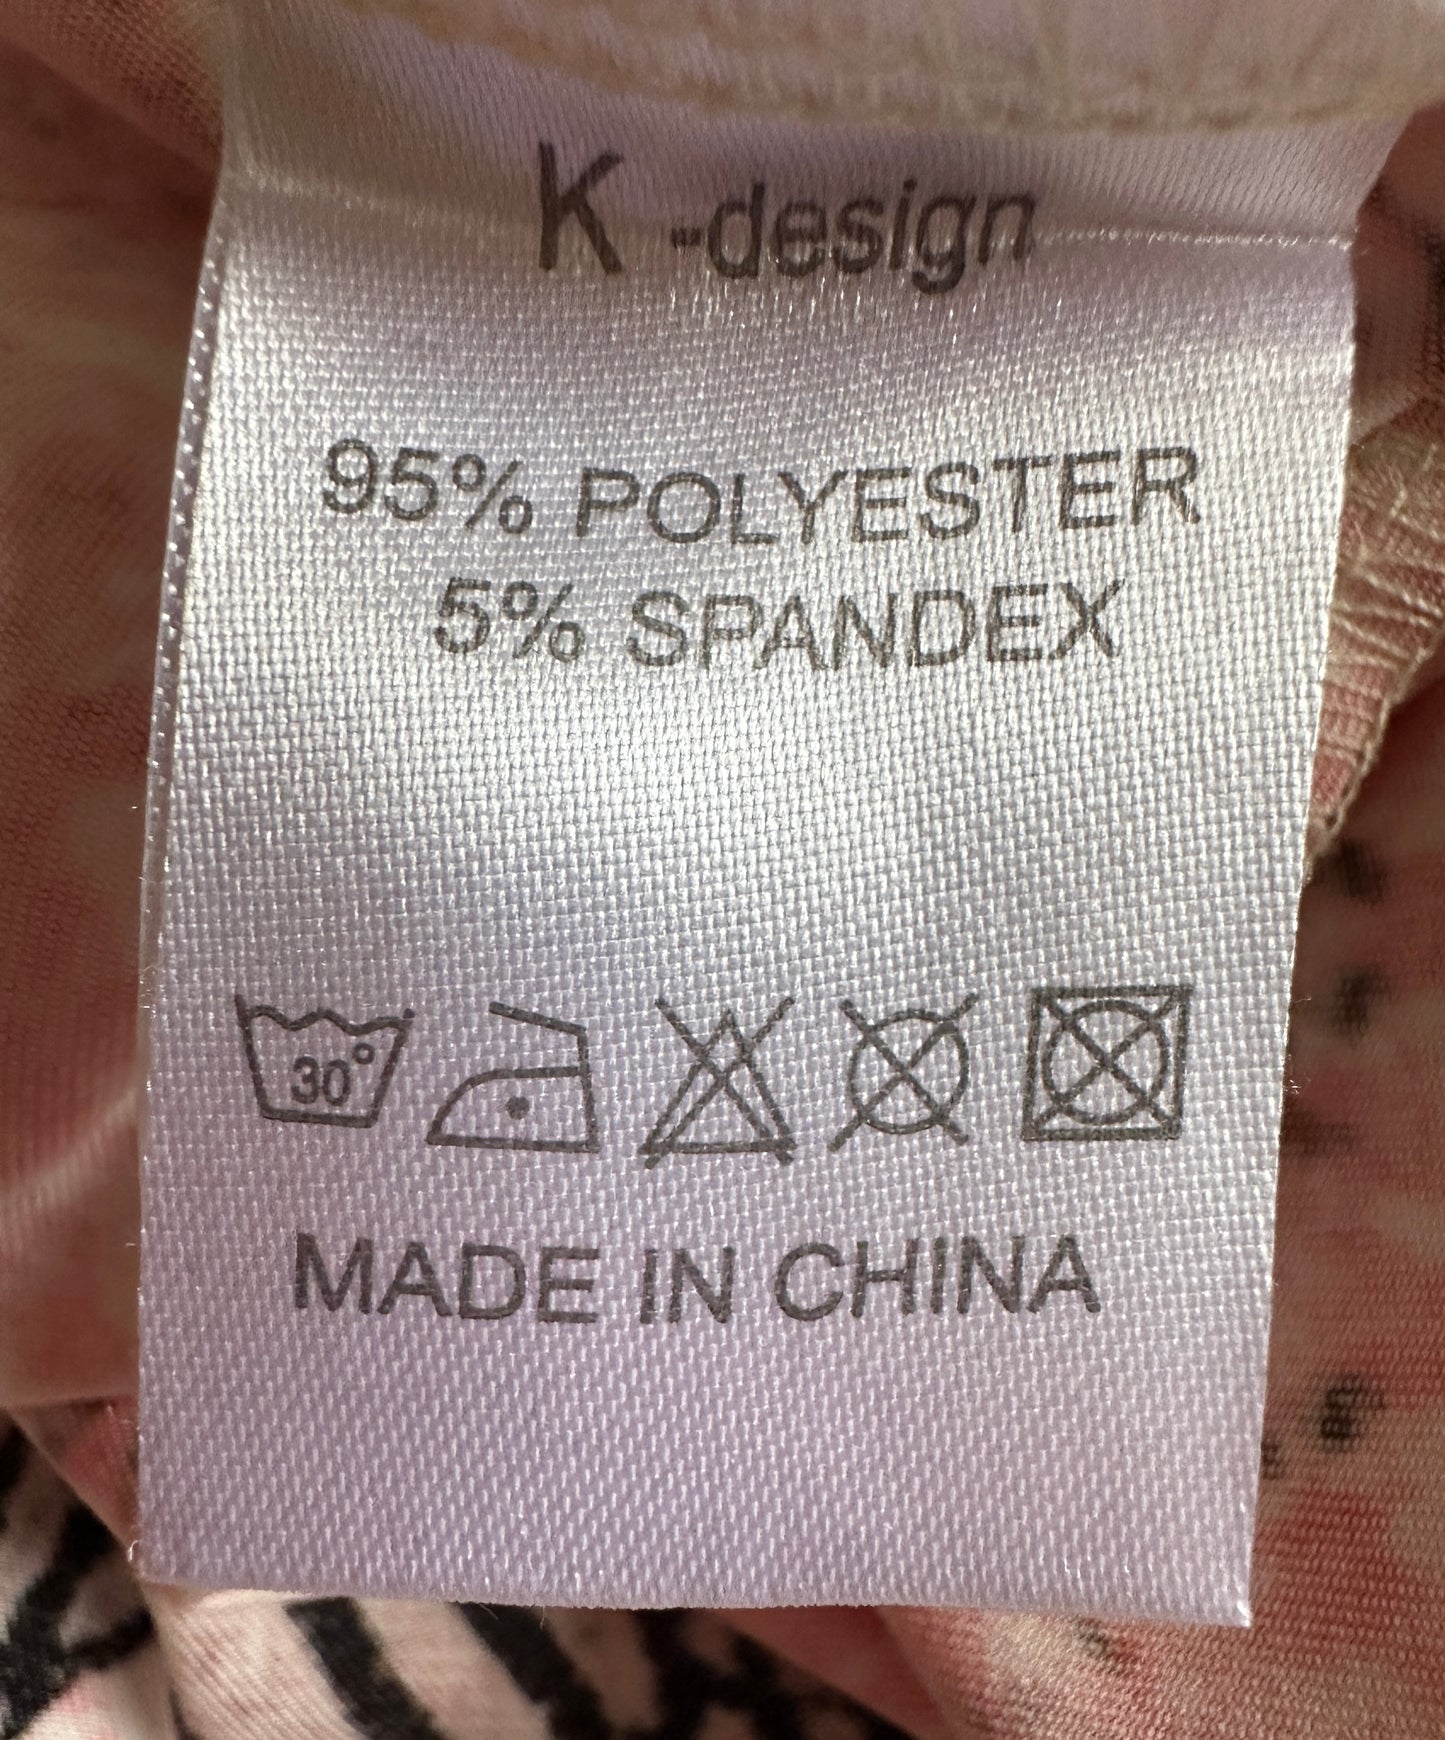 K -design
95% POLYESTER
5% SPANDEX
30°
MADE IN CHINA